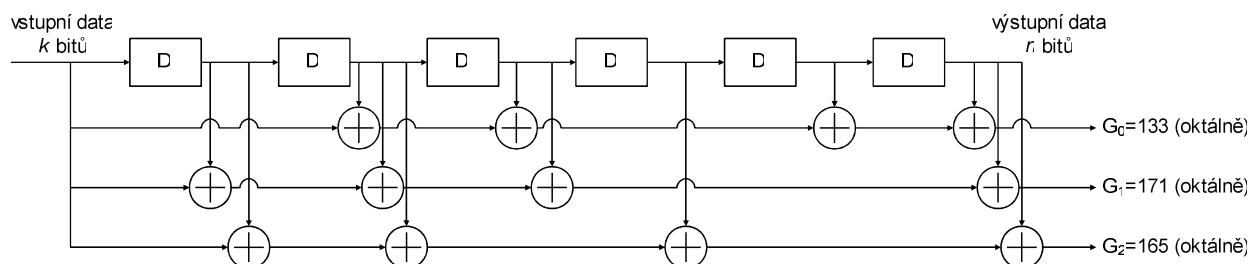 vstupní data
k bitů
výstupní data
n bitů
D
D
D
D
D
D
G0=133 (oktálně)
G1=171 (oktálně)
G2=165 (oktálně)